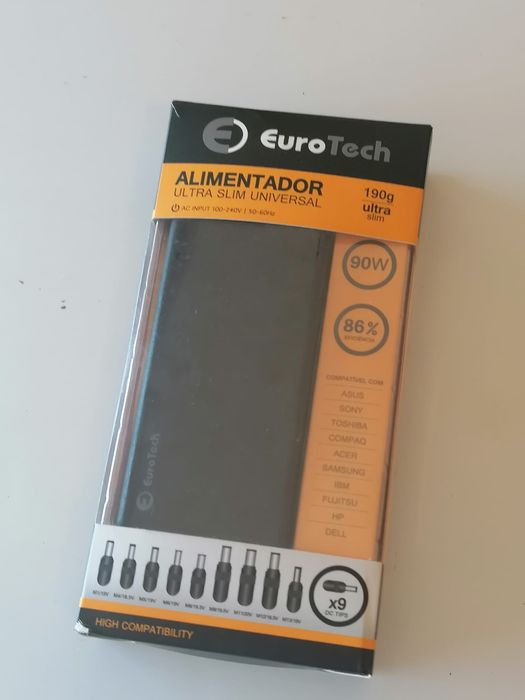 EuroTech
ALIMENTADOR
ULTRA SLIM UNIVERSAL
AC INPUT 100-240V | 50-60Hz
190g
ultra
slim
90W
86%
EFICIÊNCIA
COMPATÍVEL COM
ASUS
SONY
TOSHIBA
COMPAQ
ACER
SAMSUNG
IBM
FUJITSU
HP
DELL
EuroTech
x9
DC TIPS
HIGH COMPATIBILITY